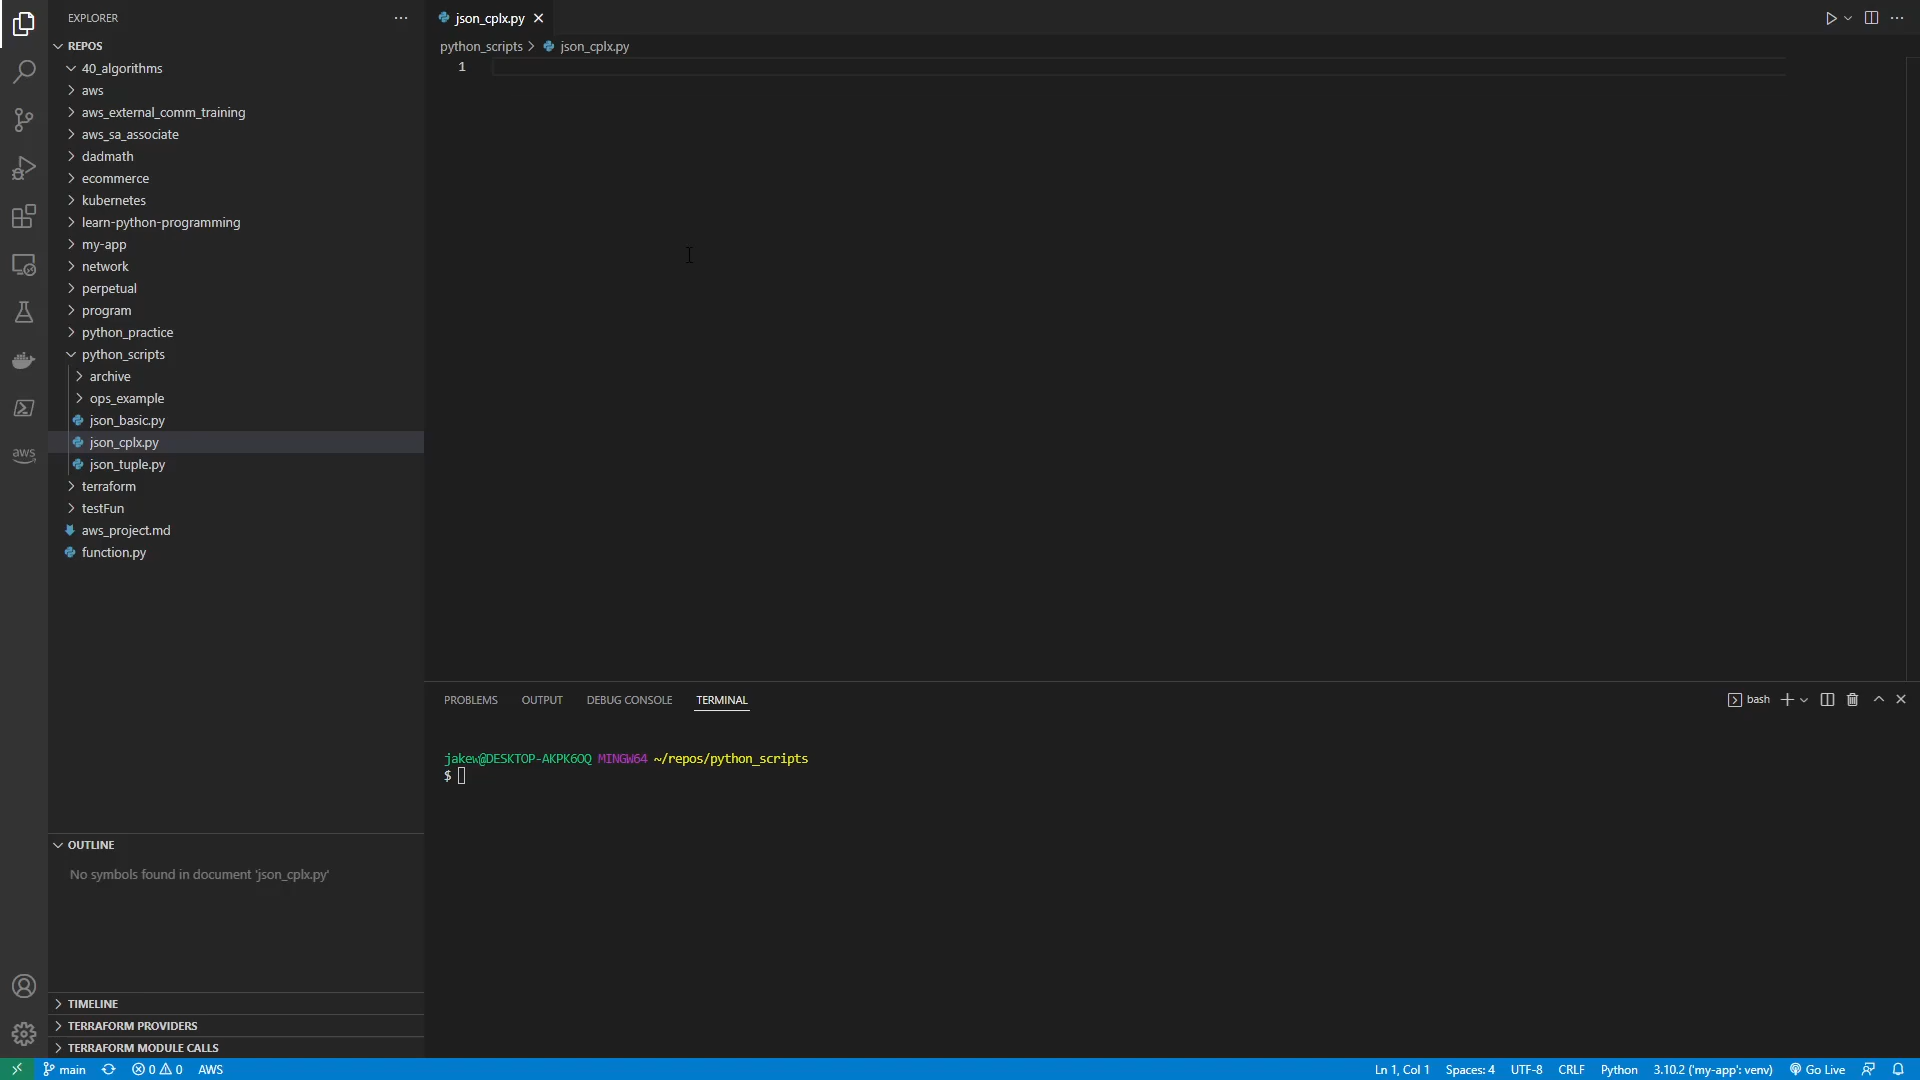 EXPLORER
REPOS
40_algorithms
aws
aws_external_comm_training
aws_sa_associate
dadmath
ecommerce
kubernetes
learn-python-programming
my-app
network
perpetual
program
python_practice
python_scripts
archive
ops_example
json_basic.py
json_cplx.py
json_tuple.py
terraform
testFun
aws_project.md
function.py
aws
OUTLINE
No symbols found in document 'json_cplx.py'
TIMELINE
TERRAFORM PROVIDERS
TERRAFORM MODULE CALLS
json_cplx.py
python_scripts > json_cplx.py
1
PROBLEMS OUTPUT DEBUG CONSOLE TERMINAL
bash
jakew@DESKTOP-AKPK6OQ MINGW64 ~/repos/python_scripts
$
main 0 0 AWS
Ln 1, Col 1 Spaces: 4 UTF-8 CRLF Python 3.10.2 ('my-app': venv) Go Live